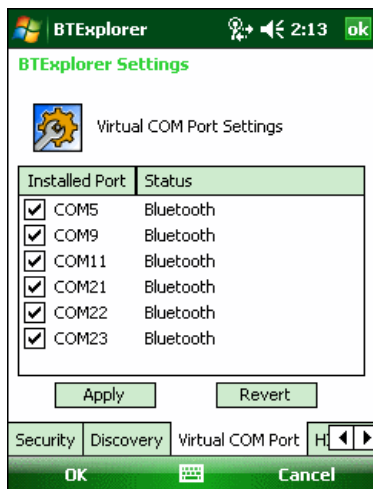 BTExplorer 2:13 ok
BTExplorer Settings
Virtual COM Port Settings
Installed Port Status
COM5 Bluetooth
COM9 Bluetooth
COM11 Bluetooth
COM21 Bluetooth
COM22 Bluetooth
COM23 Bluetooth
Apply Revert
Security Discovery Virtual COM Port
OK Cancel